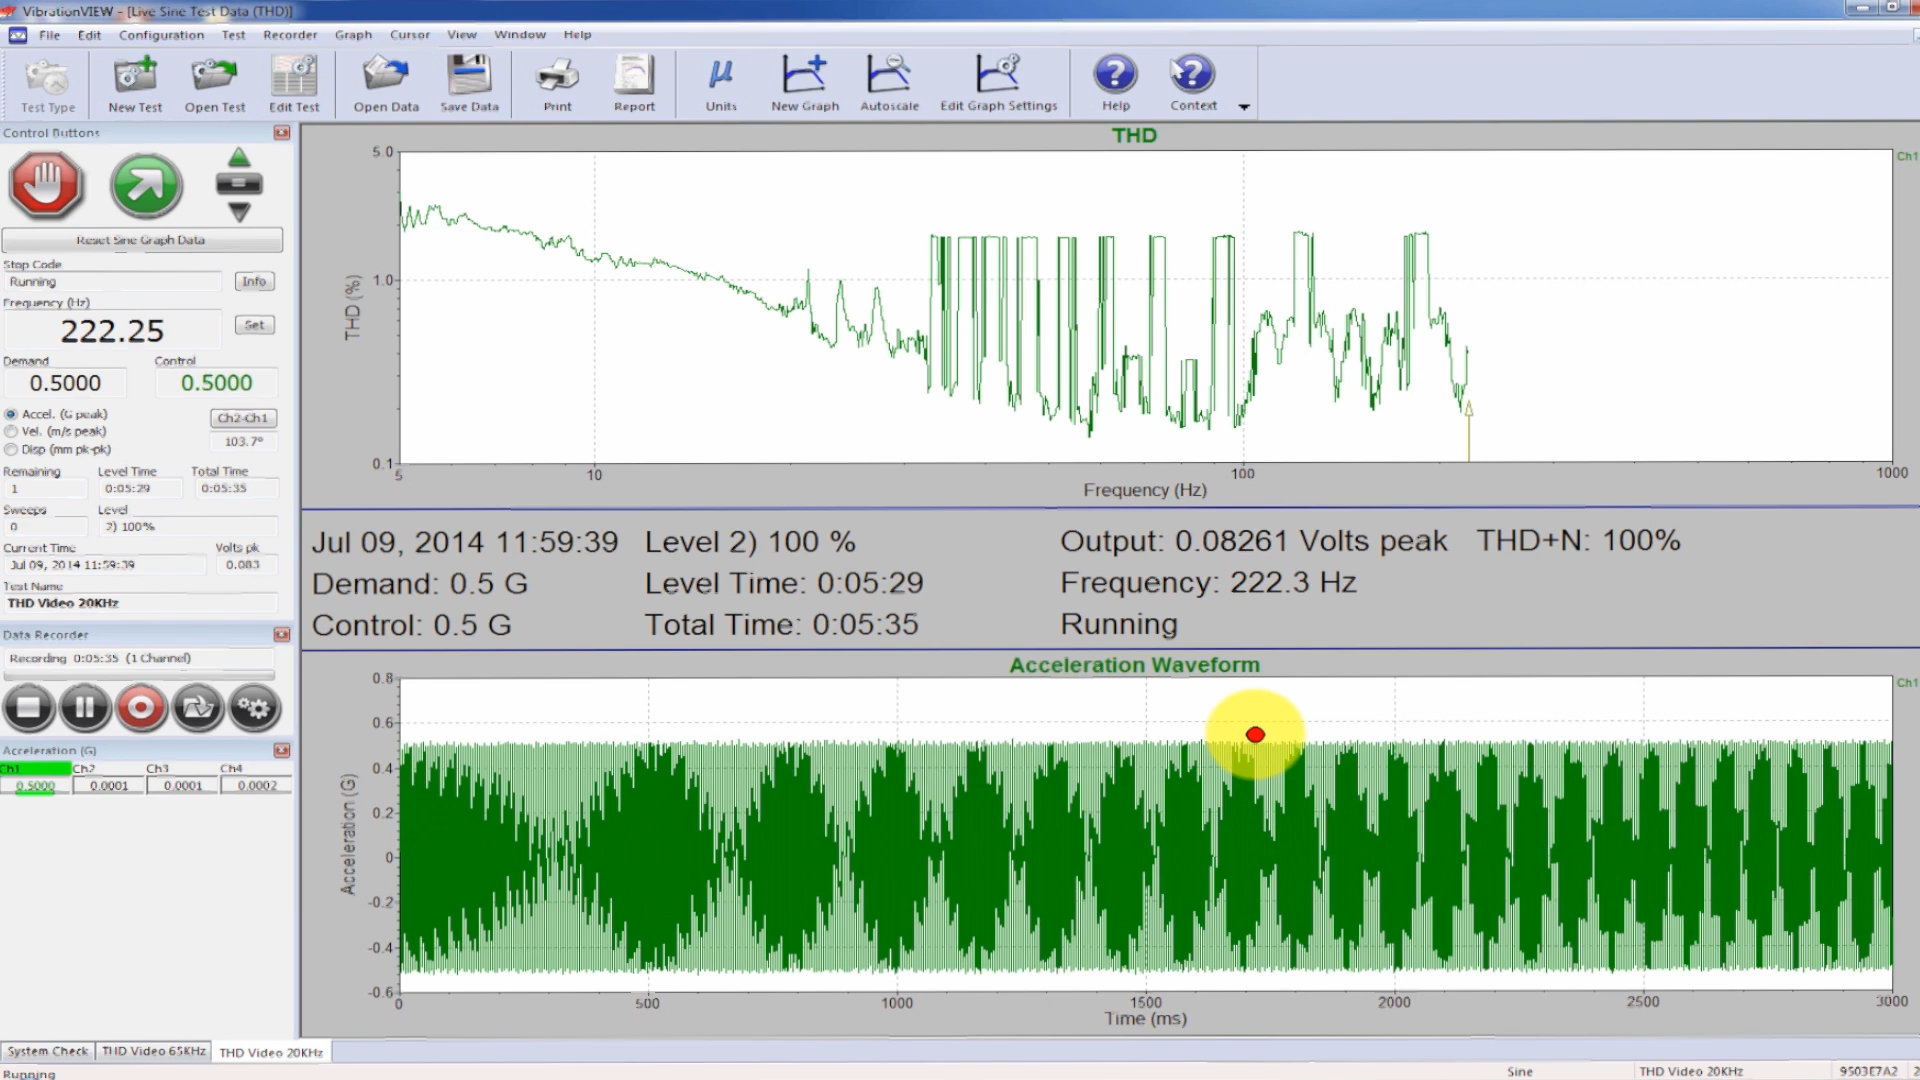 VibrationVIEW - [Live Sine Test Data (THD)]
File Edit Configuration Test Recorder Graph Cursor View Window Help
Test Type New Test Open Test Edit Test Open Data Save Data Print Report Units New Graph Autoscale Edit Graph Settings Help Context
Control Buttons
Reset Sine Graph Data
Stop Code
Running Info
Frequency (Hz)
222.25 Set
Demand Control
0.5000 0.5000
Accel. (G peak) Ch2-Ch1
Vel. (m/s peak) 103.7°
Disp (mm pk-pk)
Remaining Level Time Total Time
1 0:05:29 0:05:35
Sweeps Level
0 2) 100%
Current Time Volts pk
Jul 09, 2014 11:59:39 0.083
Test Name
THD Video 20KHz
Data Recorder
Recording 0:05:35 (1 Channel)
Acceleration (G)
Ch1 Ch2 Ch3 Ch4
0.5000 0.0001 0.0001 0.0002
THD
Ch1
5.0
1.0
0.1
THD (%)
5 10 100 1000
Frequency (Hz)
Jul 09, 2014 11:59:39 Level 2) 100 % Output: 0.08261 Volts peak THD+N: 100%
Demand: 0.5 G Level Time: 0:05:29 Frequency: 222.3 Hz
Control: 0.5 G Total Time: 0:05:35 Running
Acceleration Waveform
Ch1
0.8
0.6
0.4
0.2
0
-0.2
-0.4
-0.6
Acceleration (G)
0 500 1000 1500 2000 2500 3000
Time (ms)
System Check THD Video 65KHz THD Video 20KHz
Running Sine THD Video 20KHz 9503E7A2 2